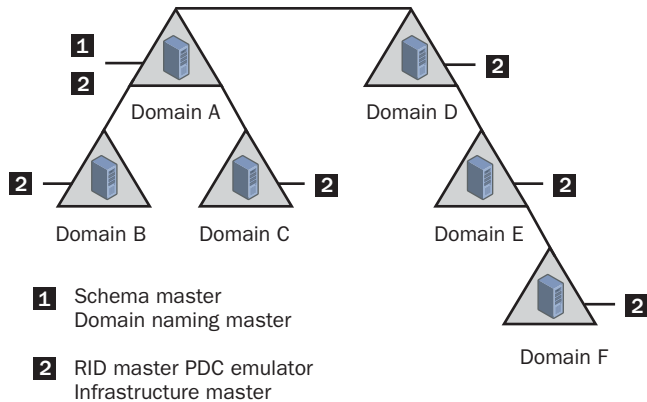 1
2
2
Domain A
Domain D
2
2
2
Domain B
Domain C
Domain E
1 Schema master
Domain naming master
2
Domain F
2 RID master PDC emulator
Infrastructure master